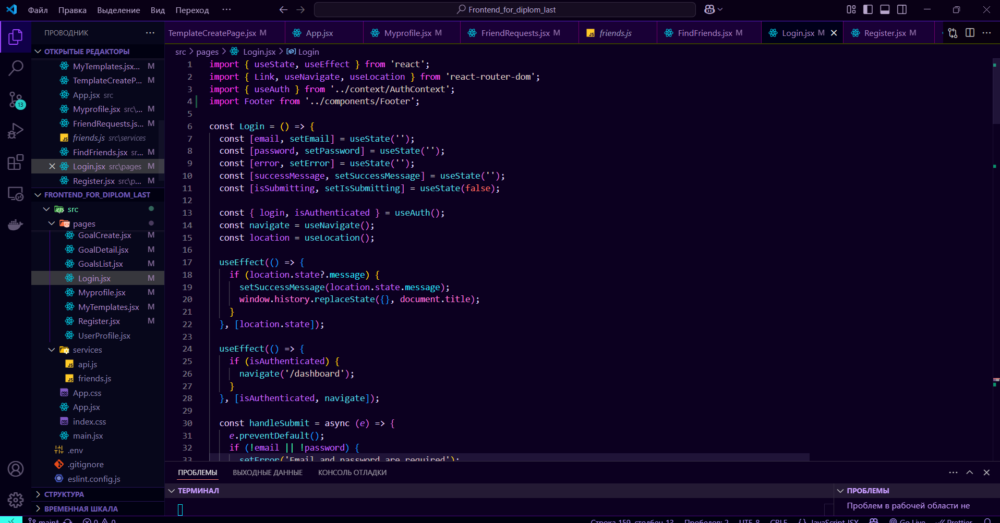 Файл Правка Выделение Вид Переход ··· Frontend_for_diplom_last
ПРОВОДНИК ···
TemplateCreatePage.jsx M App.jsx Myprofile.jsx M FriendRequests.jsx M friends.js FindFriends.jsx M Login.jsx M Register.jsx M ···
ОТКРЫТЫЕ РЕДАКТОРЫ
MyTemplates.jsx... M
TemplateCreateP... M
App.jsx src
Myprofile.jsx src\... M
FriendRequests.js... M
friends.js src\services
FindFriends.jsx sr... M
Login.jsx src\pages M
Register.jsx src\p... M
13
FRONTEND_FOR_DIPLOM_LAST
src
pages
GoalCreate.jsx M
GoalDetail.jsx M
GoalsList.jsx M
Login.jsx M
Myprofile.jsx M
MyTemplates.jsx M
Register.jsx M
UserProfile.jsx
services
api.js
friends.js
App.css
App.jsx
index.css
main.jsx
.env
.gitignore
eslint.config.js
СТРУКТУРА
ВРЕМЕННАЯ ШКАЛА
src > pages > Login.jsx > Login
1 import { useState, useEffect } from 'react';
2 import { Link, useNavigate, useLocation } from 'react-router-dom';
3 import { useAuth } from '../context/AuthContext';
4 import Footer from '../components/Footer';
5
6 const Login = () => {
7 const [email, setEmail] = useState('');
8 const [password, setPassword] = useState('');
9 const [error, setError] = useState('');
10 const [successMessage, setSuccessMessage] = useState('');
11 const [isSubmitting, setIsSubmitting] = useState(false);
12
13 const { login, isAuthenticated } = useAuth();
14 const navigate = useNavigate();
15 const location = useLocation();
16
17 useEffect(() => {
18 if (location.state?.message) {
19 setSuccessMessage(location.state.message);
20 window.history.replaceState({}, document.title);
21 }
22 }, [location.state]);
23
24 useEffect(() => {
25 if (isAuthenticated) {
26 navigate('/dashboard');
27 }
28 }, [isAuthenticated, navigate]);
29
30 const handleSubmit = async (e) => {
31 e.preventDefault();
32 if (!email || !password) {
33 setError('Email and password are required');
ПРОБЛЕМЫ ВЫХОДНЫЕ ДАННЫЕ КОНСОЛЬ ОТЛАДКИ ···
ТЕРМИНАЛ
ПРОБЛЕМЫ
Проблем в рабочей области не
main* 0 0 Строка 159, столбец 13 Пробелов: 2 UTF-8 CRLF {} JavaScript JSX Go Live Prettier